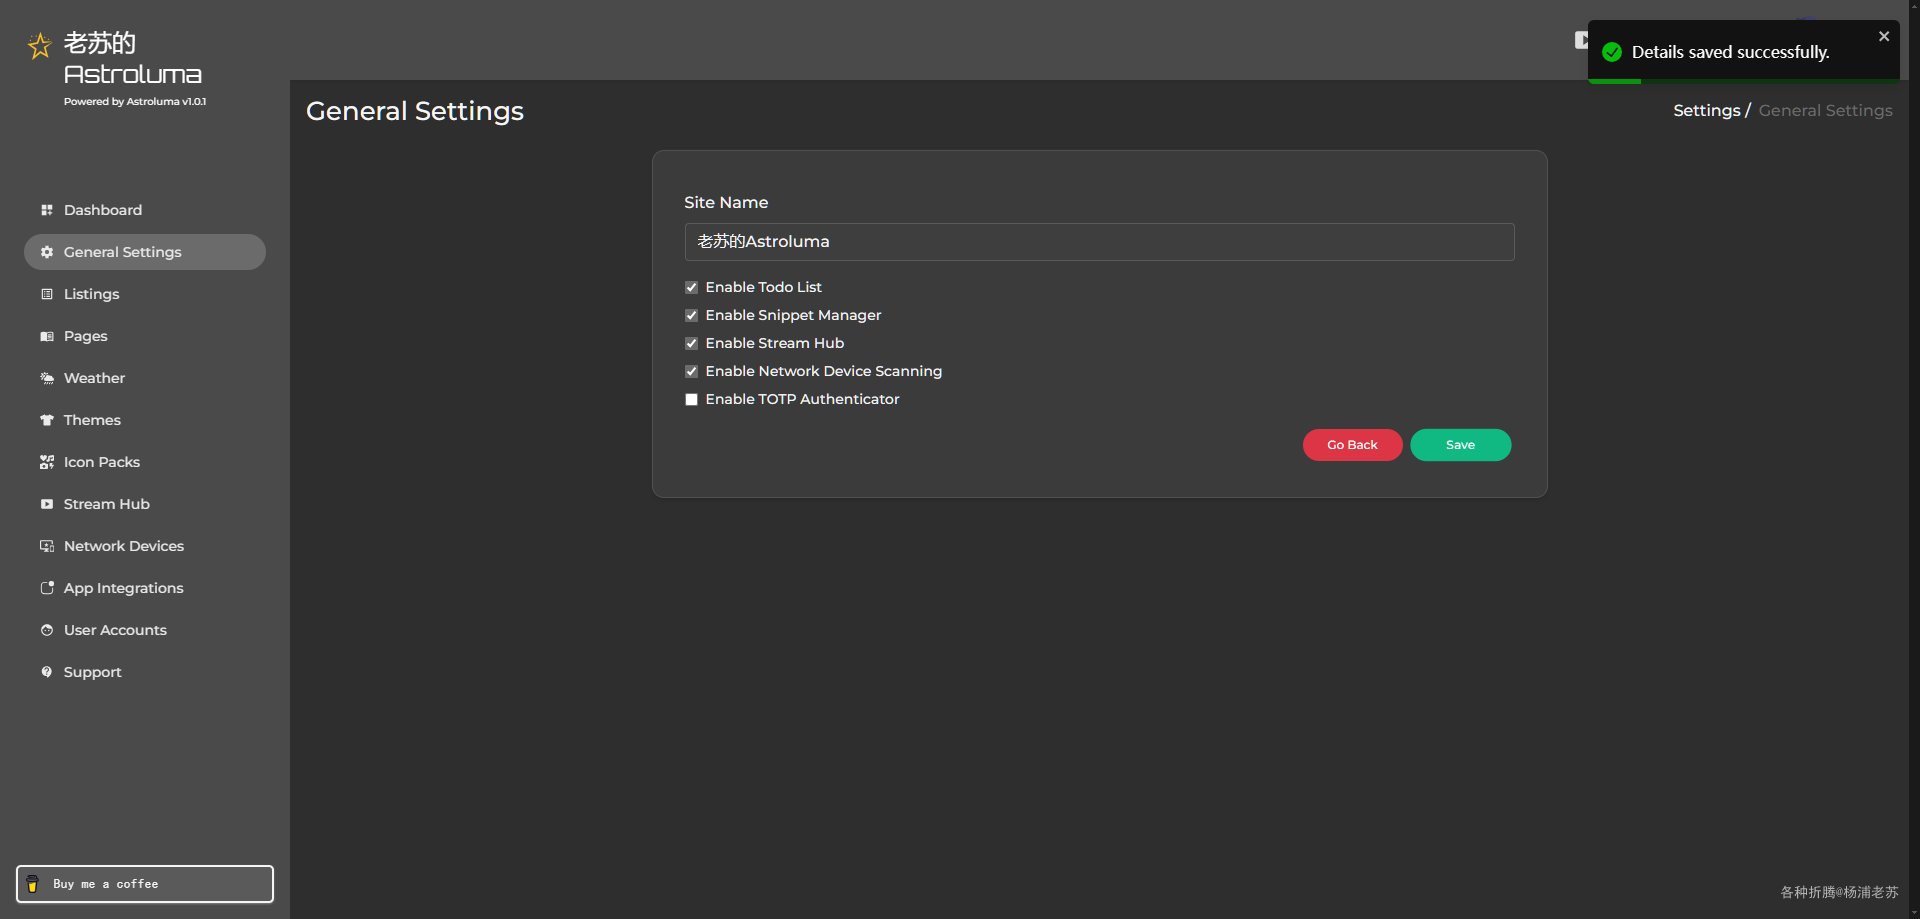 老苏的
Astroluma
Powered by Astroluma v1.0.1
Details saved successfully.
General Settings
Settings / General Settings
Dashboard
General Settings
Listings
Pages
Weather
Themes
Icon Packs
Stream Hub
Network Devices
App Integrations
User Accounts
Support
Site Name
老苏的Astroluma
Enable Todo List
Enable Snippet Manager
Enable Stream Hub
Enable Network Device Scanning
Enable TOTP Authenticator
Go Back
Save
Buy me a coffee
各种折腾@杨浦老苏